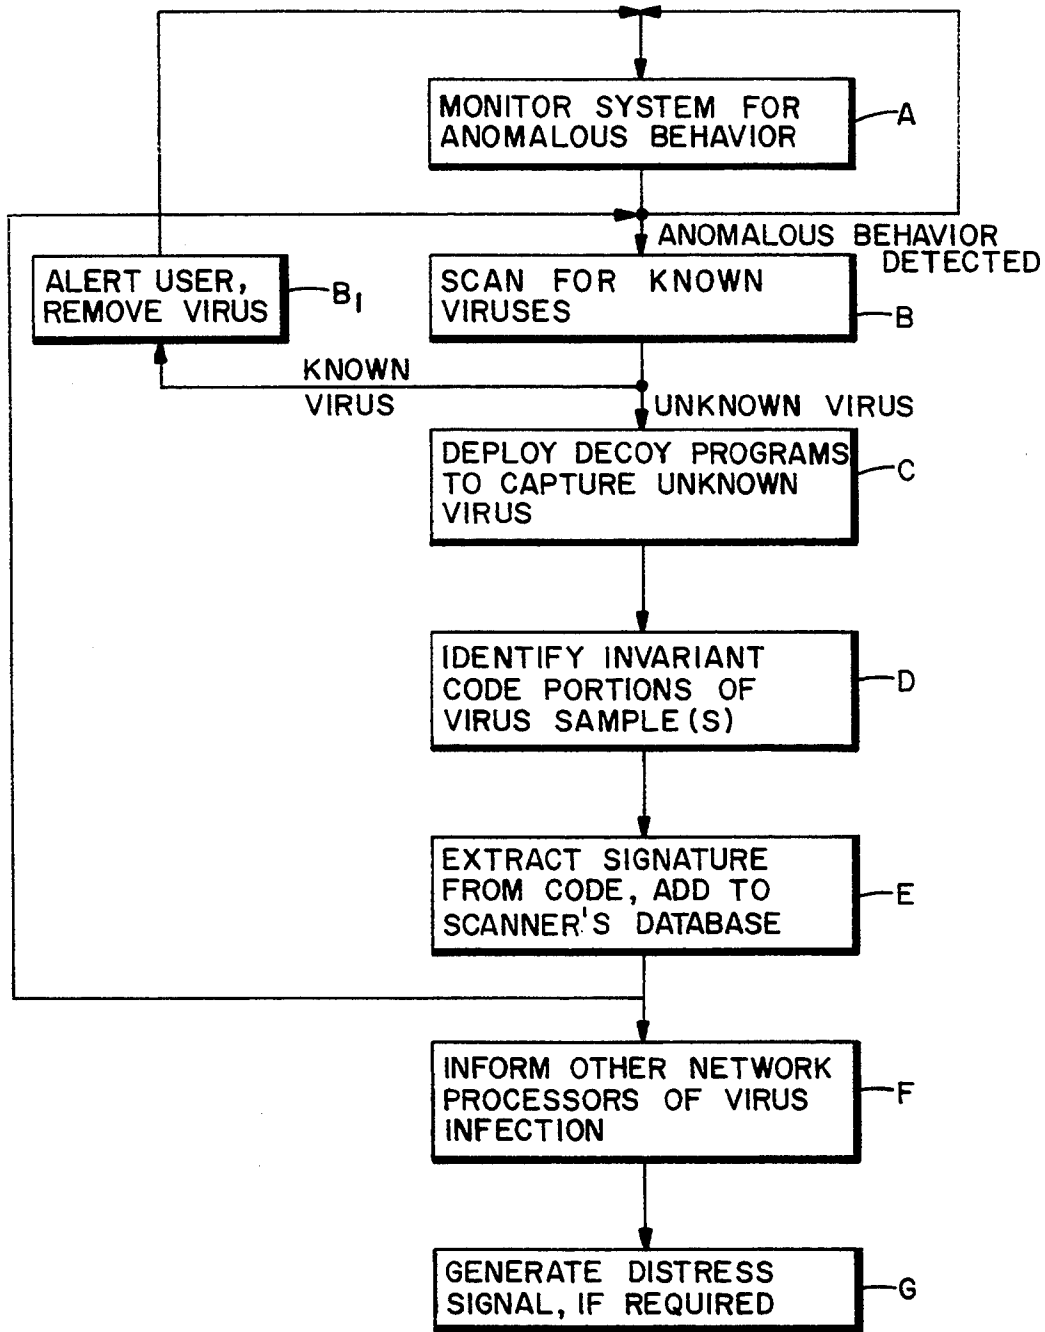 MONITOR SYSTEM FOR
ANOMALOUS BEHAVIOR
A
ANOMALOUS BEHAVIOR
DETECTED
ALERT USER,
REMOVE VIRUS
B1
SCAN FOR KNOWN
VIRUSES
B
KNOWN
VIRUS
UNKNOWN VIRUS
DEPLOY DECOY PROGRAMS
TO CAPTURE UNKNOWN
VIRUS
C
IDENTIFY INVARIANT
CODE PORTIONS OF
VIRUS SAMPLE(S)
D
EXTRACT SIGNATURE
FROM CODE, ADD TO
SCANNER'S DATABASE
E
INFORM OTHER NETWORK
PROCESSORS OF VIRUS
INFECTION
F
GENERATE DISTRESS
SIGNAL, IF REQUIRED
G